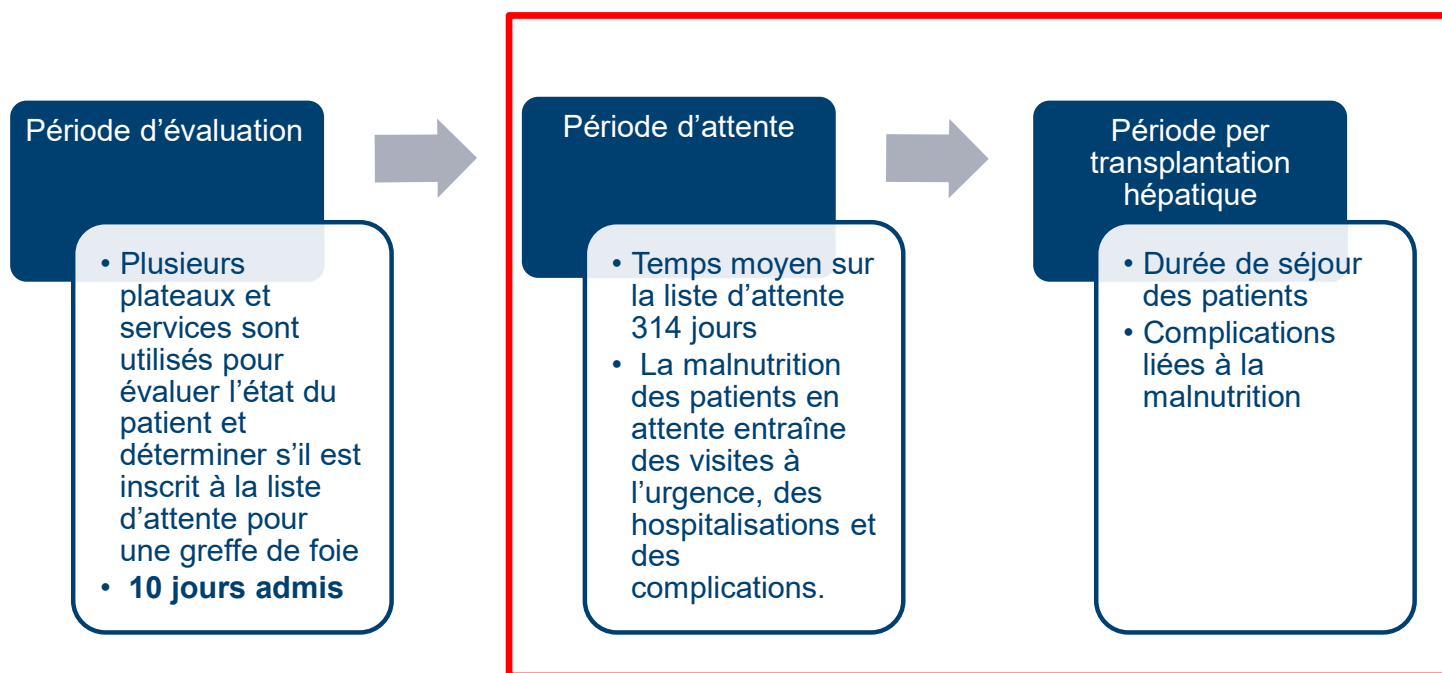 Période d’évaluation
• Plusieurs
plateaux et
services sont
utilisés pour
évaluer l’état du
patient et
déterminer s’il est
inscrit à la liste
d’attente pour
une greffe de foie
• 10 jours admis
Période d’attente
• Temps moyen sur
la liste d’attente
314 jours
• La malnutrition
des patients en
attente entraîne
des visites à
l’urgence, des
hospitalisations et
des
complications.
Période per
transplantation
hépatique
• Durée de séjour
des patients
• Complications
liées à la
malnutrition